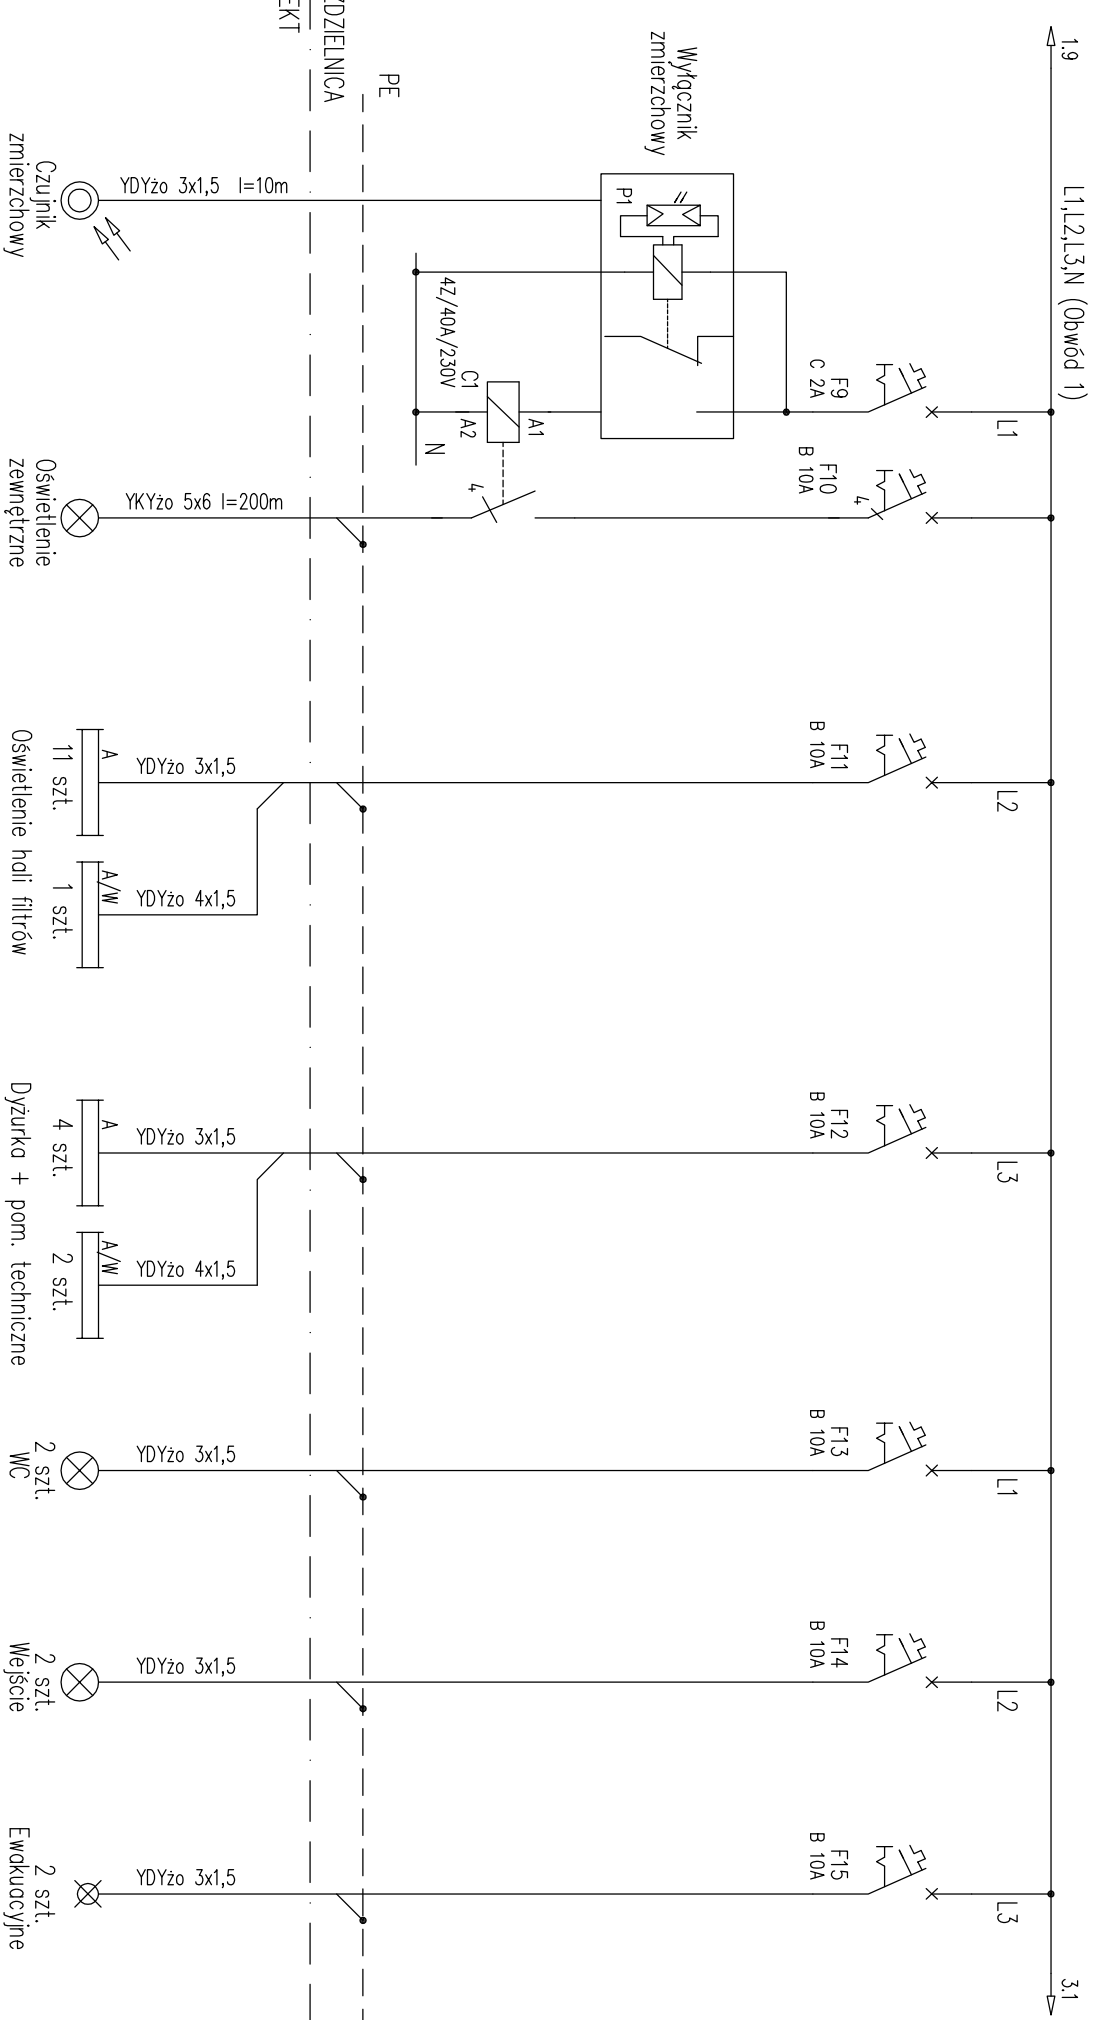 1.9
L1,L2,L3,N (Obwód 1)
3.1
L1
L2
L3
L1
L2
L3
F9
C 2A
F10
B 10A
4
F11
B 10A
F12
B 10A
F13
B 10A
F14
B 10A
F15
B 10A
Wyłącznik
zmierzchowy
P1
C1
4Z/40A/230V
A1
A2
N
4
PE
ZDZIELNICA
EKT
YDYżo 3x1,5 l=10m
YKYżo 5x6 l=200m
YDYżo 3x1,5
YDYżo 4x1,5
YDYżo 3x1,5
YDYżo 4x1,5
YDYżo 3x1,5
YDYżo 3x1,5
YDYżo 3x1,5
Czujnik
zmierzchowy
Oświetlenie
zewnętrzne
A
11 szt.
A/W
1 szt.
Oświetlenie hali filtrów
A
4 szt.
A/W
2 szt.
Dyżurka + pom. techniczne
2 szt.
WC
2 szt.
Wejście
2 szt.
Ewakuacyjne